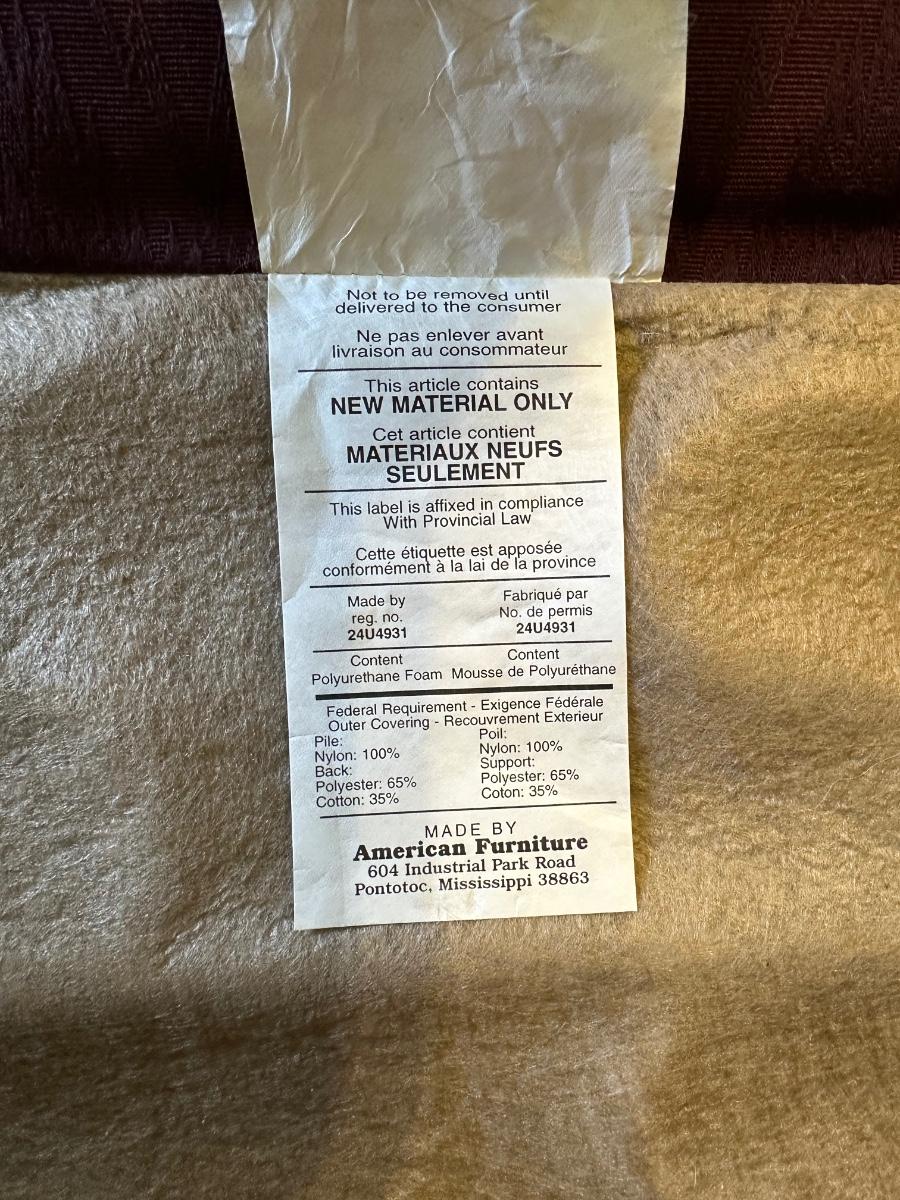 Not to be removed until
delivered to the consumer
Ne pas enlever avant
livraison au consommateur
This article contains
NEW MATERIAL ONLY
Cet article contient
MATERIAUX NEUFS
SEULEMENT
This label is affixed in compliance
With Provincial Law
Cette étiquette est apposée
conformément à la lai de la province
Made by
reg. no.
24U4931
Fabriqué par
No. de permis
24U4931
Content
Polyurethane Foam
Content
Mousse de Polyuréthane
Federal Requirement - Exigence Fédérale
Outer Covering - Recouvrement Exterieur
Pile:
Nylon: 100%
Back:
Polyester: 65%
Cotton: 35%
Poil:
Nylon: 100%
Support:
Polyester: 65%
Coton: 35%
MADE BY
American Furniture
604 Industrial Park Road
Pontotoc, Mississippi 38863